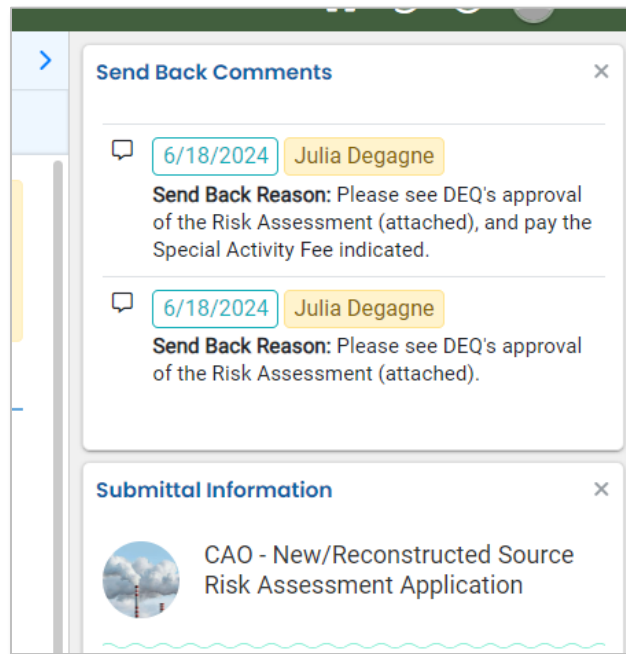 Send Back Comments
6/18/2024 Julia Degagne
Send Back Reason: Please see DEQ's approval
of the Risk Assessment (attached), and pay the
Special Activity Fee indicated.
6/18/2024 Julia Degagne
Send Back Reason: Please see DEQ's approval
of the Risk Assessment (attached).
Submittal Information
CAO - New/Reconstructed Source
Risk Assessment Application